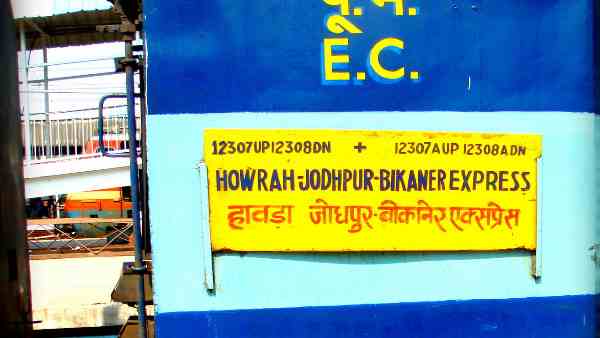 पू. म.
E.C.
12307UP12308DN + 12307AUP 12308ADN
HOWRAH-JODHPUR-BIKANER EXPRESS
हावड़ा जोधपुर-बीकानेर एक्सप्रेस